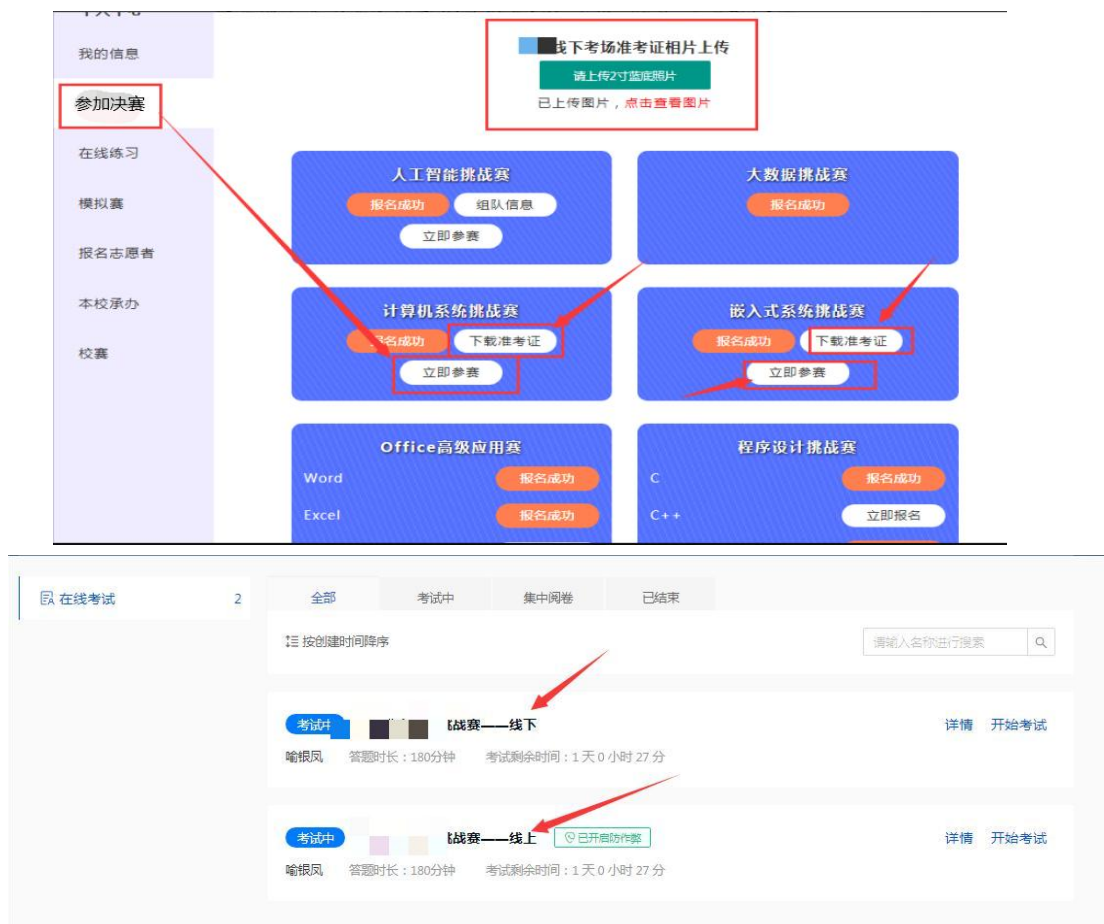 我的信息
参加决赛
在线练习
模拟赛
报名志愿者
本校承办
校赛
线下考场准考证相片上传
请上传2寸蓝底照片
已上传图片，点击查看图片
人工智能挑战赛
报名成功 组队信息
立即参赛
大数据挑战赛
报名成功
计算机系统挑战赛
报名成功 下载准考证
立即参赛
嵌入式系统挑战赛
报名成功 下载准考证
立即参赛
Office高级应用赛
Word 报名成功
Excel 报名成功
程序设计挑战赛
C 报名成功
C++ 立即报名
在线考试 2
全部 考试中 集中阅卷 已结束
按创建时间降序
请输入名称进行搜索
考试中 战赛——线下
详情 开始考试
喻银凤 答题时长：180分钟 考试剩余时间：1天0小时27分
考试中 战赛——线上 已开启防作弊
详情 开始考试
喻银凤 答题时长：180分钟 考试剩余时间：1天0小时27分